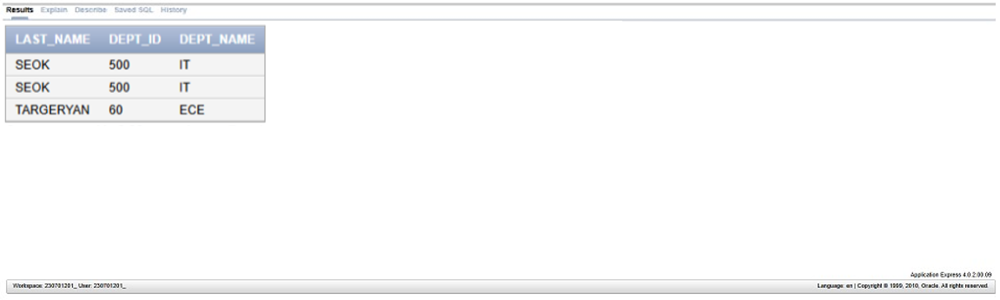 Results Explain Describe Saved SQL History
LAST_NAME DEPT_ID DEPT_NAME
SEOK 500 IT
SEOK 500 IT
TARGERYAN 60 ECE
Application Express 4.0.2.00.09
Workspace: 230701201_ User: 230701201_ Language: en | Copyright © 1999, 2010, Oracle. All rights reserved.